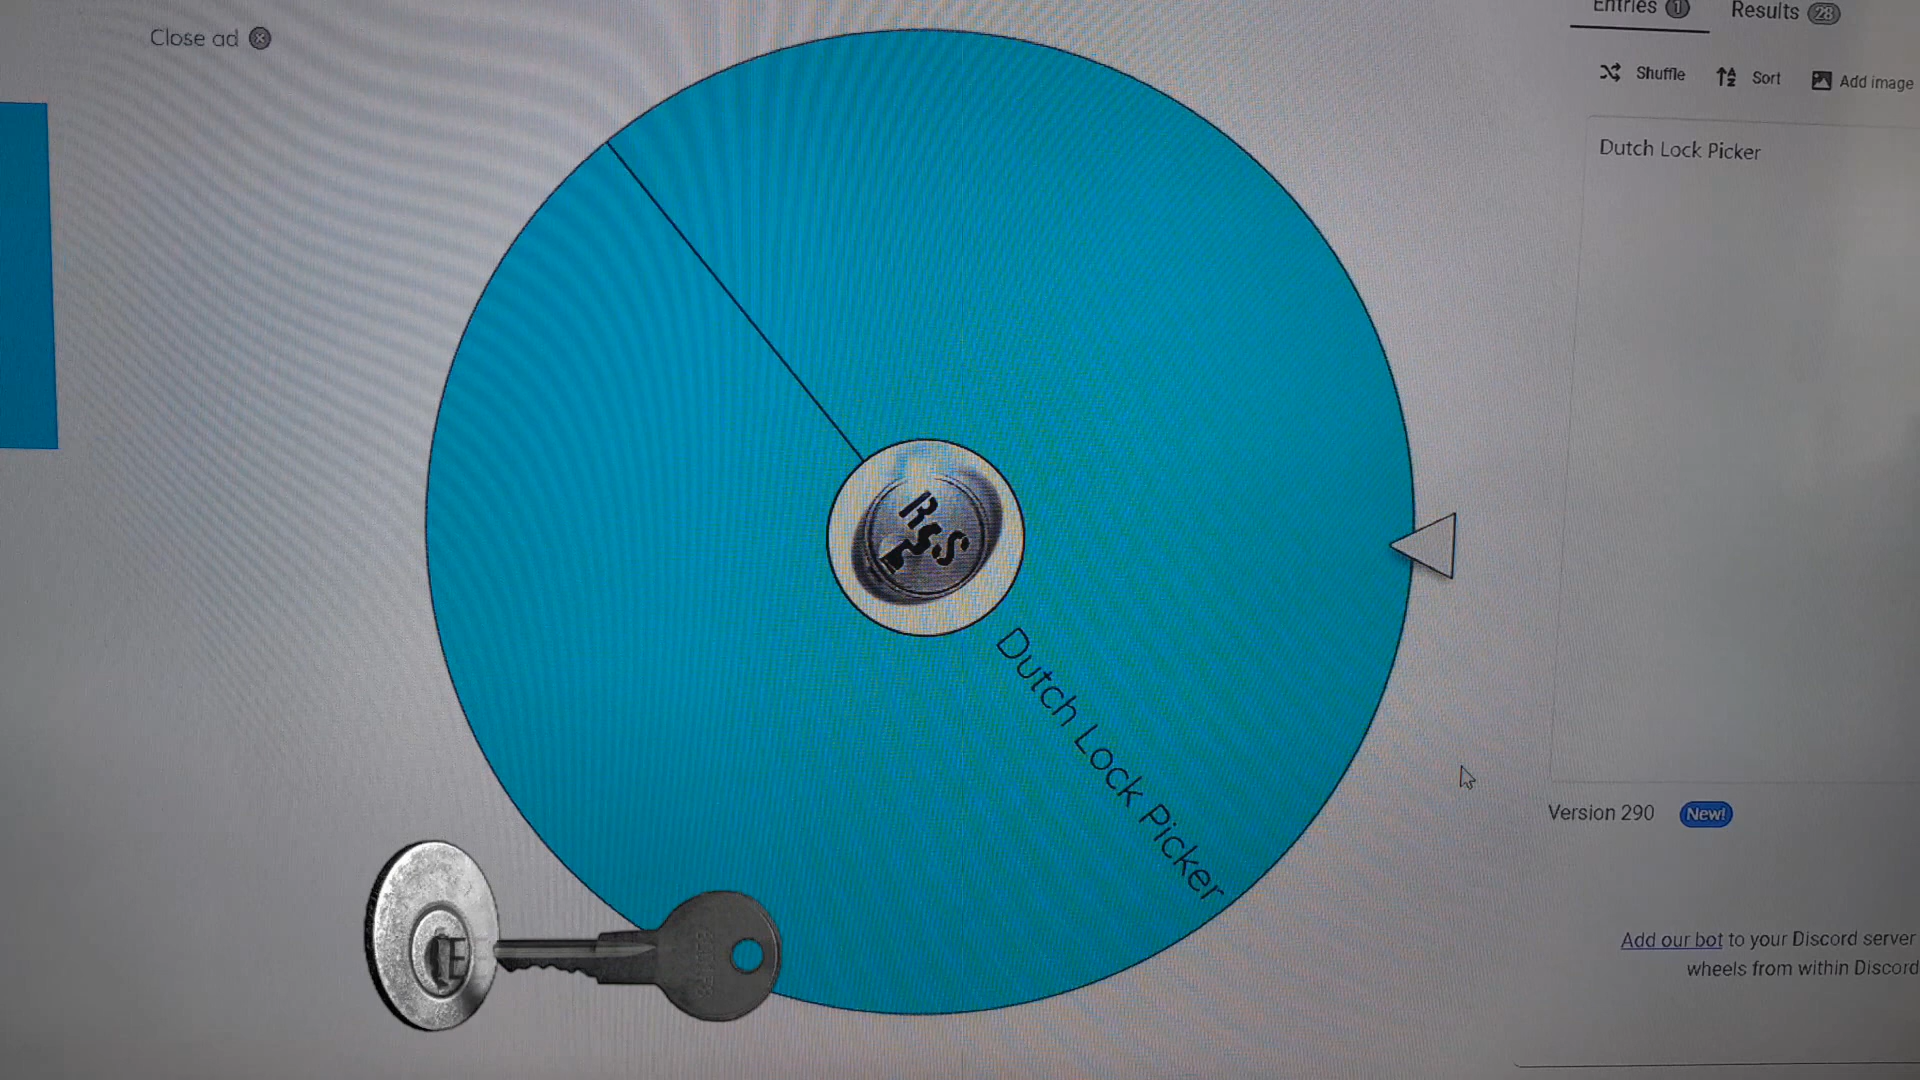 Close ad
Entries 1
Results 28
Shuffle
Sort
Add image
Dutch Lock Picker
Dutch Lock Picker
Version 290
New!
Add our bot to your Discord server
wheels from within Discord